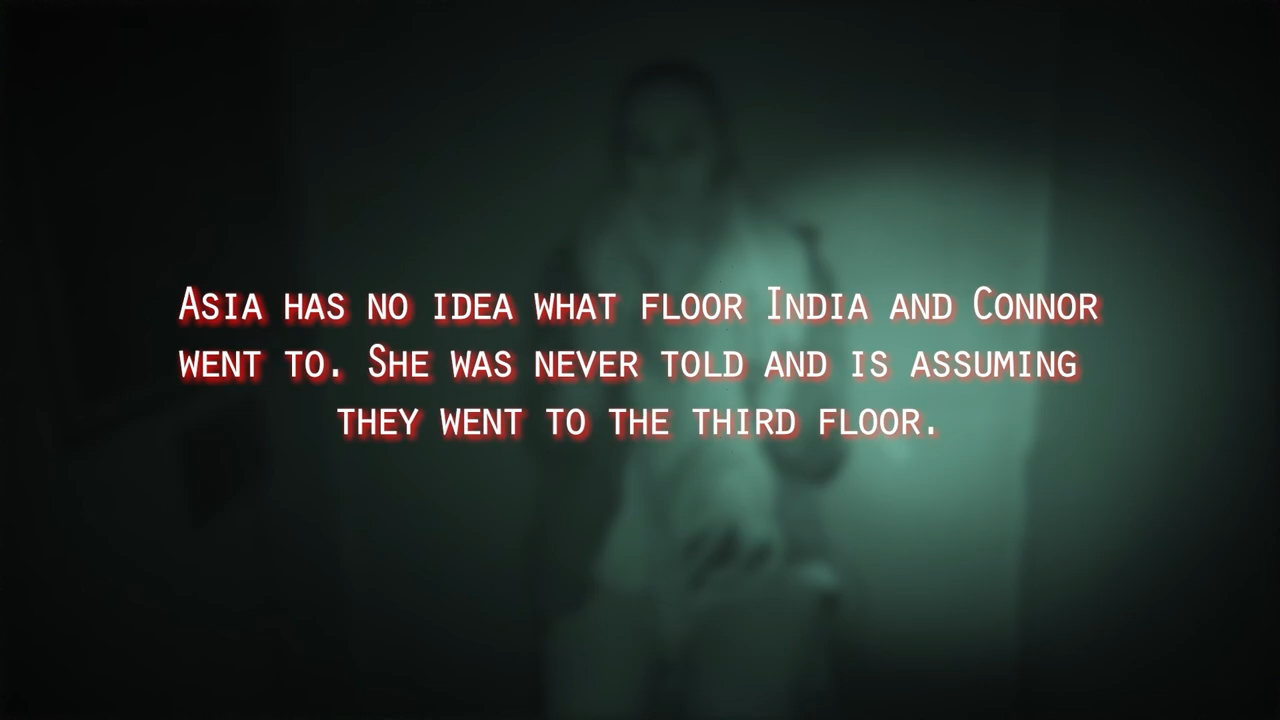 Asia has no idea what floor India and Connor
went to. She was never told and is assuming
they went to the third floor.